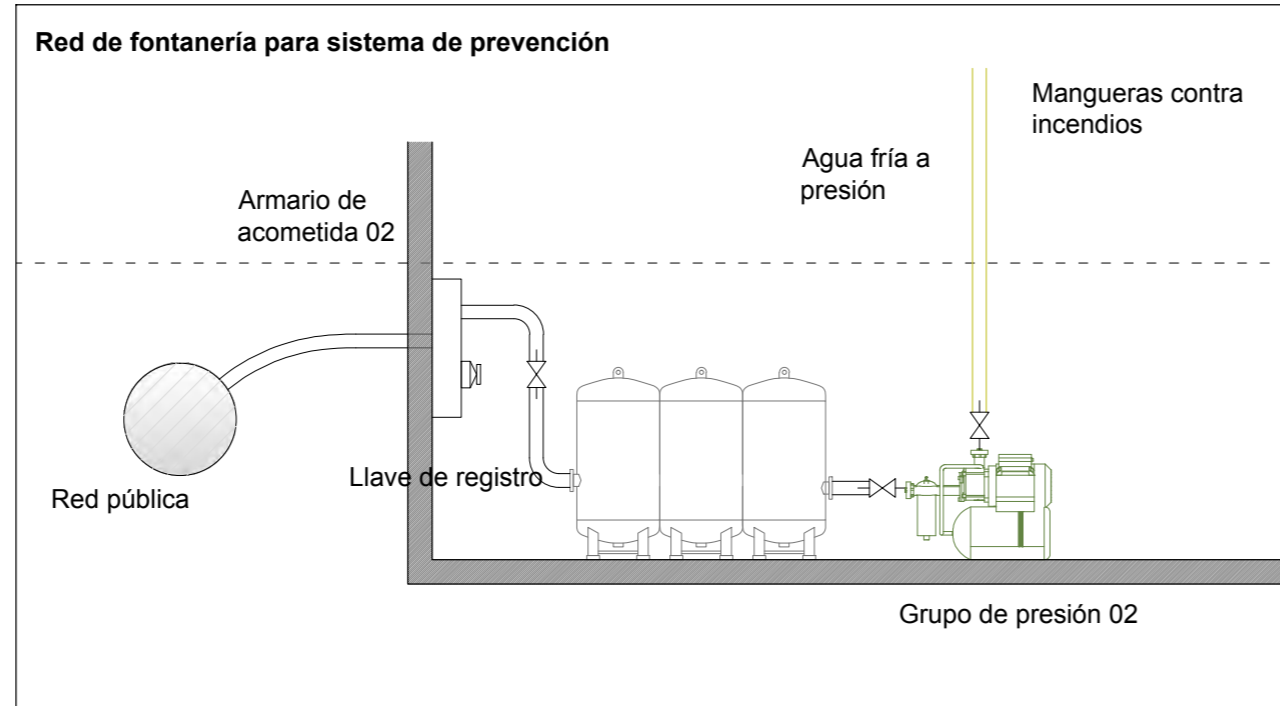 Red de fontanería para sistema de prevención
Mangueras contra
incendios
Agua fría a
presión
Armario de
acometida 02
Llave de registro
Red pública
Grupo de presión 02